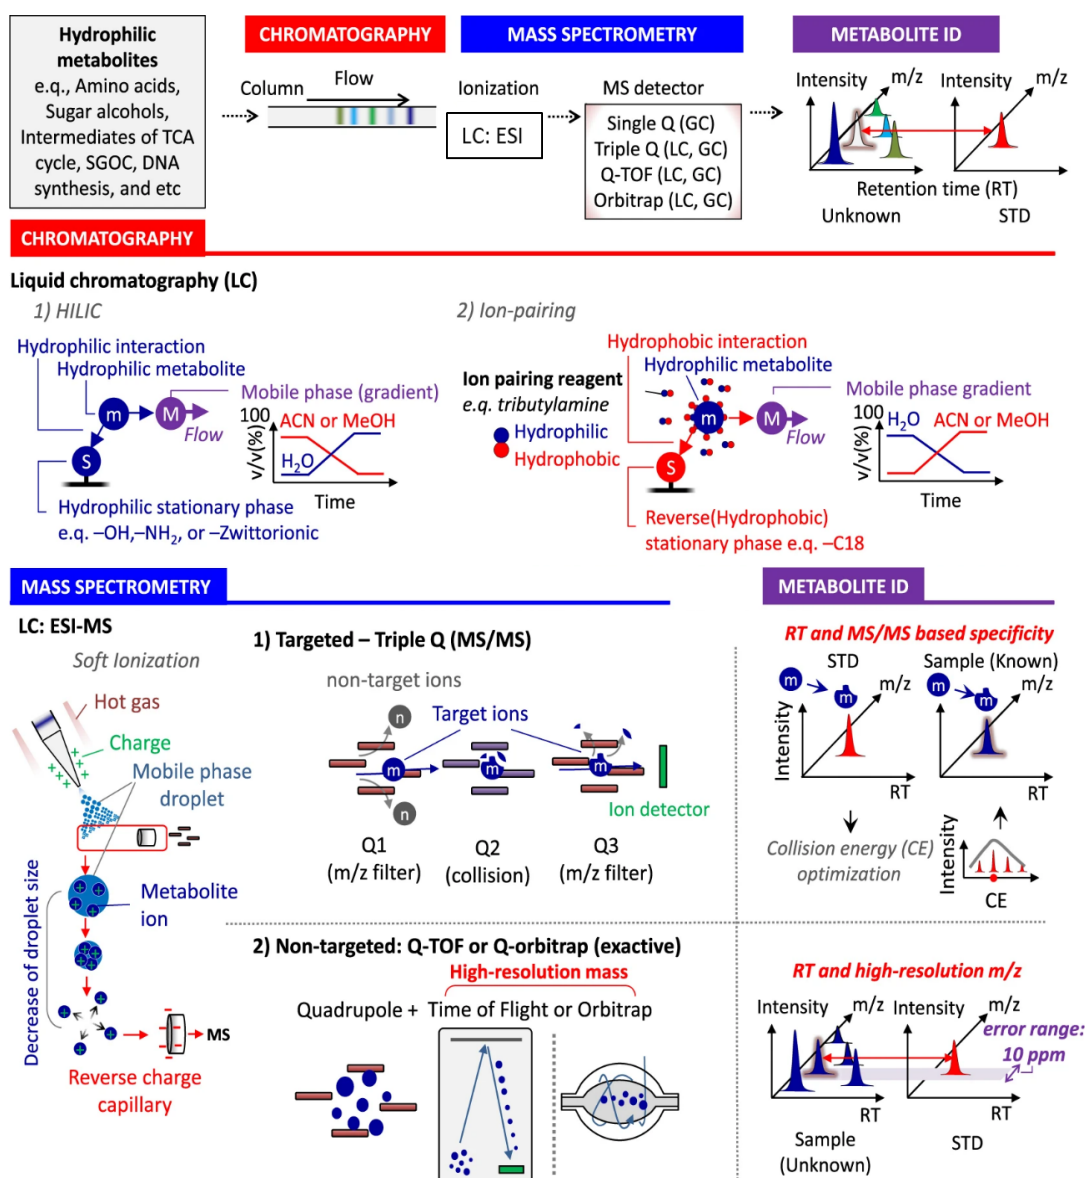 Hydrophilic
metabolites
e.q., Amino acids,
Sugar alcohols,
Intermediates of TCA
cycle, SGOC, DNA
synthesis, and etc
CHROMATOGRAPHY
Column
Flow
MASS SPECTROMETRY
Ionization
LC: ESI
MS detector
Single Q (GC)
Triple Q (LC, GC)
Q-TOF (LC, GC)
Orbitrap (LC, GC)
METABOLITE ID
Intensity
m/z
Intensity
m/z
Retention time (RT)
Unknown
STD
CHROMATOGRAPHY
Liquid chromatography (LC)
1) HILIC
Hydrophilic interaction
Hydrophilic metabolite
m
M
Flow
S
Mobile phase (gradient)
100
ACN or MeOH
v/v(%)
H2O
Time
Hydrophilic stationary phase
e.q. –OH,–NH2, or –Zwittorionic
2) Ion-pairing
Hydrophobic interaction
Hydrophilic metabolite
Ion pairing reagent
e.q. tributylamine
Hydrophilic
Hydrophobic
m
M
Flow
S
Mobile phase gradient
100
H2O
ACN or MeOH
v/v(%)
Time
Reverse(Hydrophobic)
stationary phase e.q. –C18
MASS SPECTROMETRY
LC: ESI-MS
Soft Ionization
Hot gas
Charge
Mobile phase
droplet
Decrease of droplet size
Metabolite
ion
MS
Reverse charge
capillary
1) Targeted – Triple Q (MS/MS)
non-target ions
n
Target ions
m
m
m
n
Ion detector
Q1
(m/z filter)
Q2
(collision)
Q3
(m/z filter)
2) Non-targeted: Q-TOF or Q-orbitrap (exactive)
High-resolution mass
Quadrupole + Time of Flight or Orbitrap
METABOLITE ID
RT and MS/MS based specificity
STD
m
m
m/z
Intensity
RT
Sample (Known)
m
m
m/z
RT
Collision energy (CE)
optimization
Intensity
CE
RT and high-resolution m/z
Intensity
m/z
RT
Sample
(Unknown)
Intensity
m/z
RT
STD
error range:
10 ppm